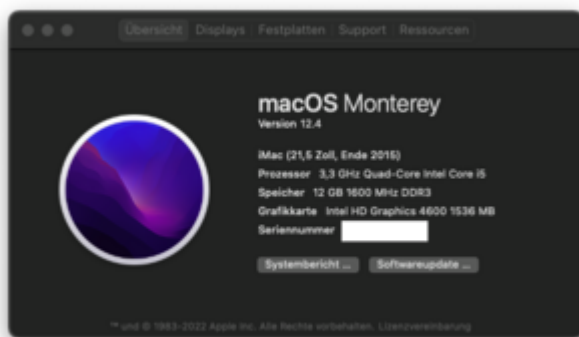 Übersicht Displays Festplatten Support Ressourcen
macOS Monterey
Version 12.4
iMac (21,5 Zoll, Ende 2015)
Prozessor 3,3 GHz Quad-Core Intel Core i5
Speicher 12 GB 1600 MHz DDR3
Grafikkarte Intel HD Graphics 4600 1536 MB
Seriennummer
Systembericht ... Softwareupdate ...
™ und © 1983-2022 Apple Inc. Alle Rechte vorbehalten. Lizenzvereinbarung